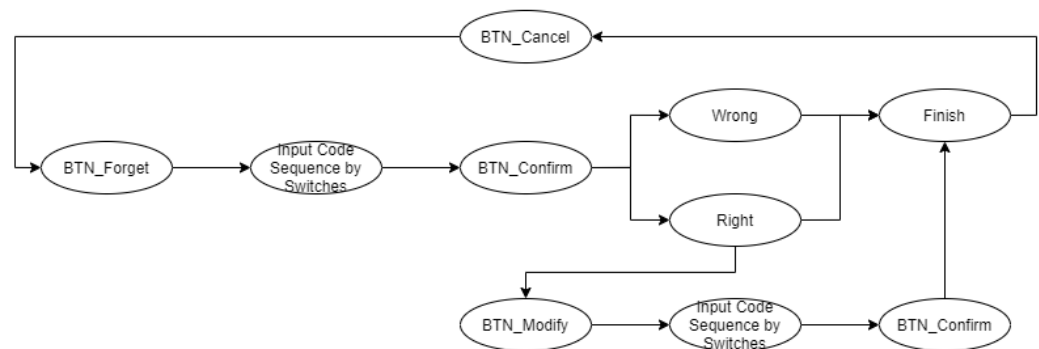 BTN_Cancel
Wrong
Finish
BTN_Forget
Input Code
Sequence by
Switches
BTN_Confirm
Right
BTN_Modify
Input Code
Sequence by
Switches
BTN_Confirm